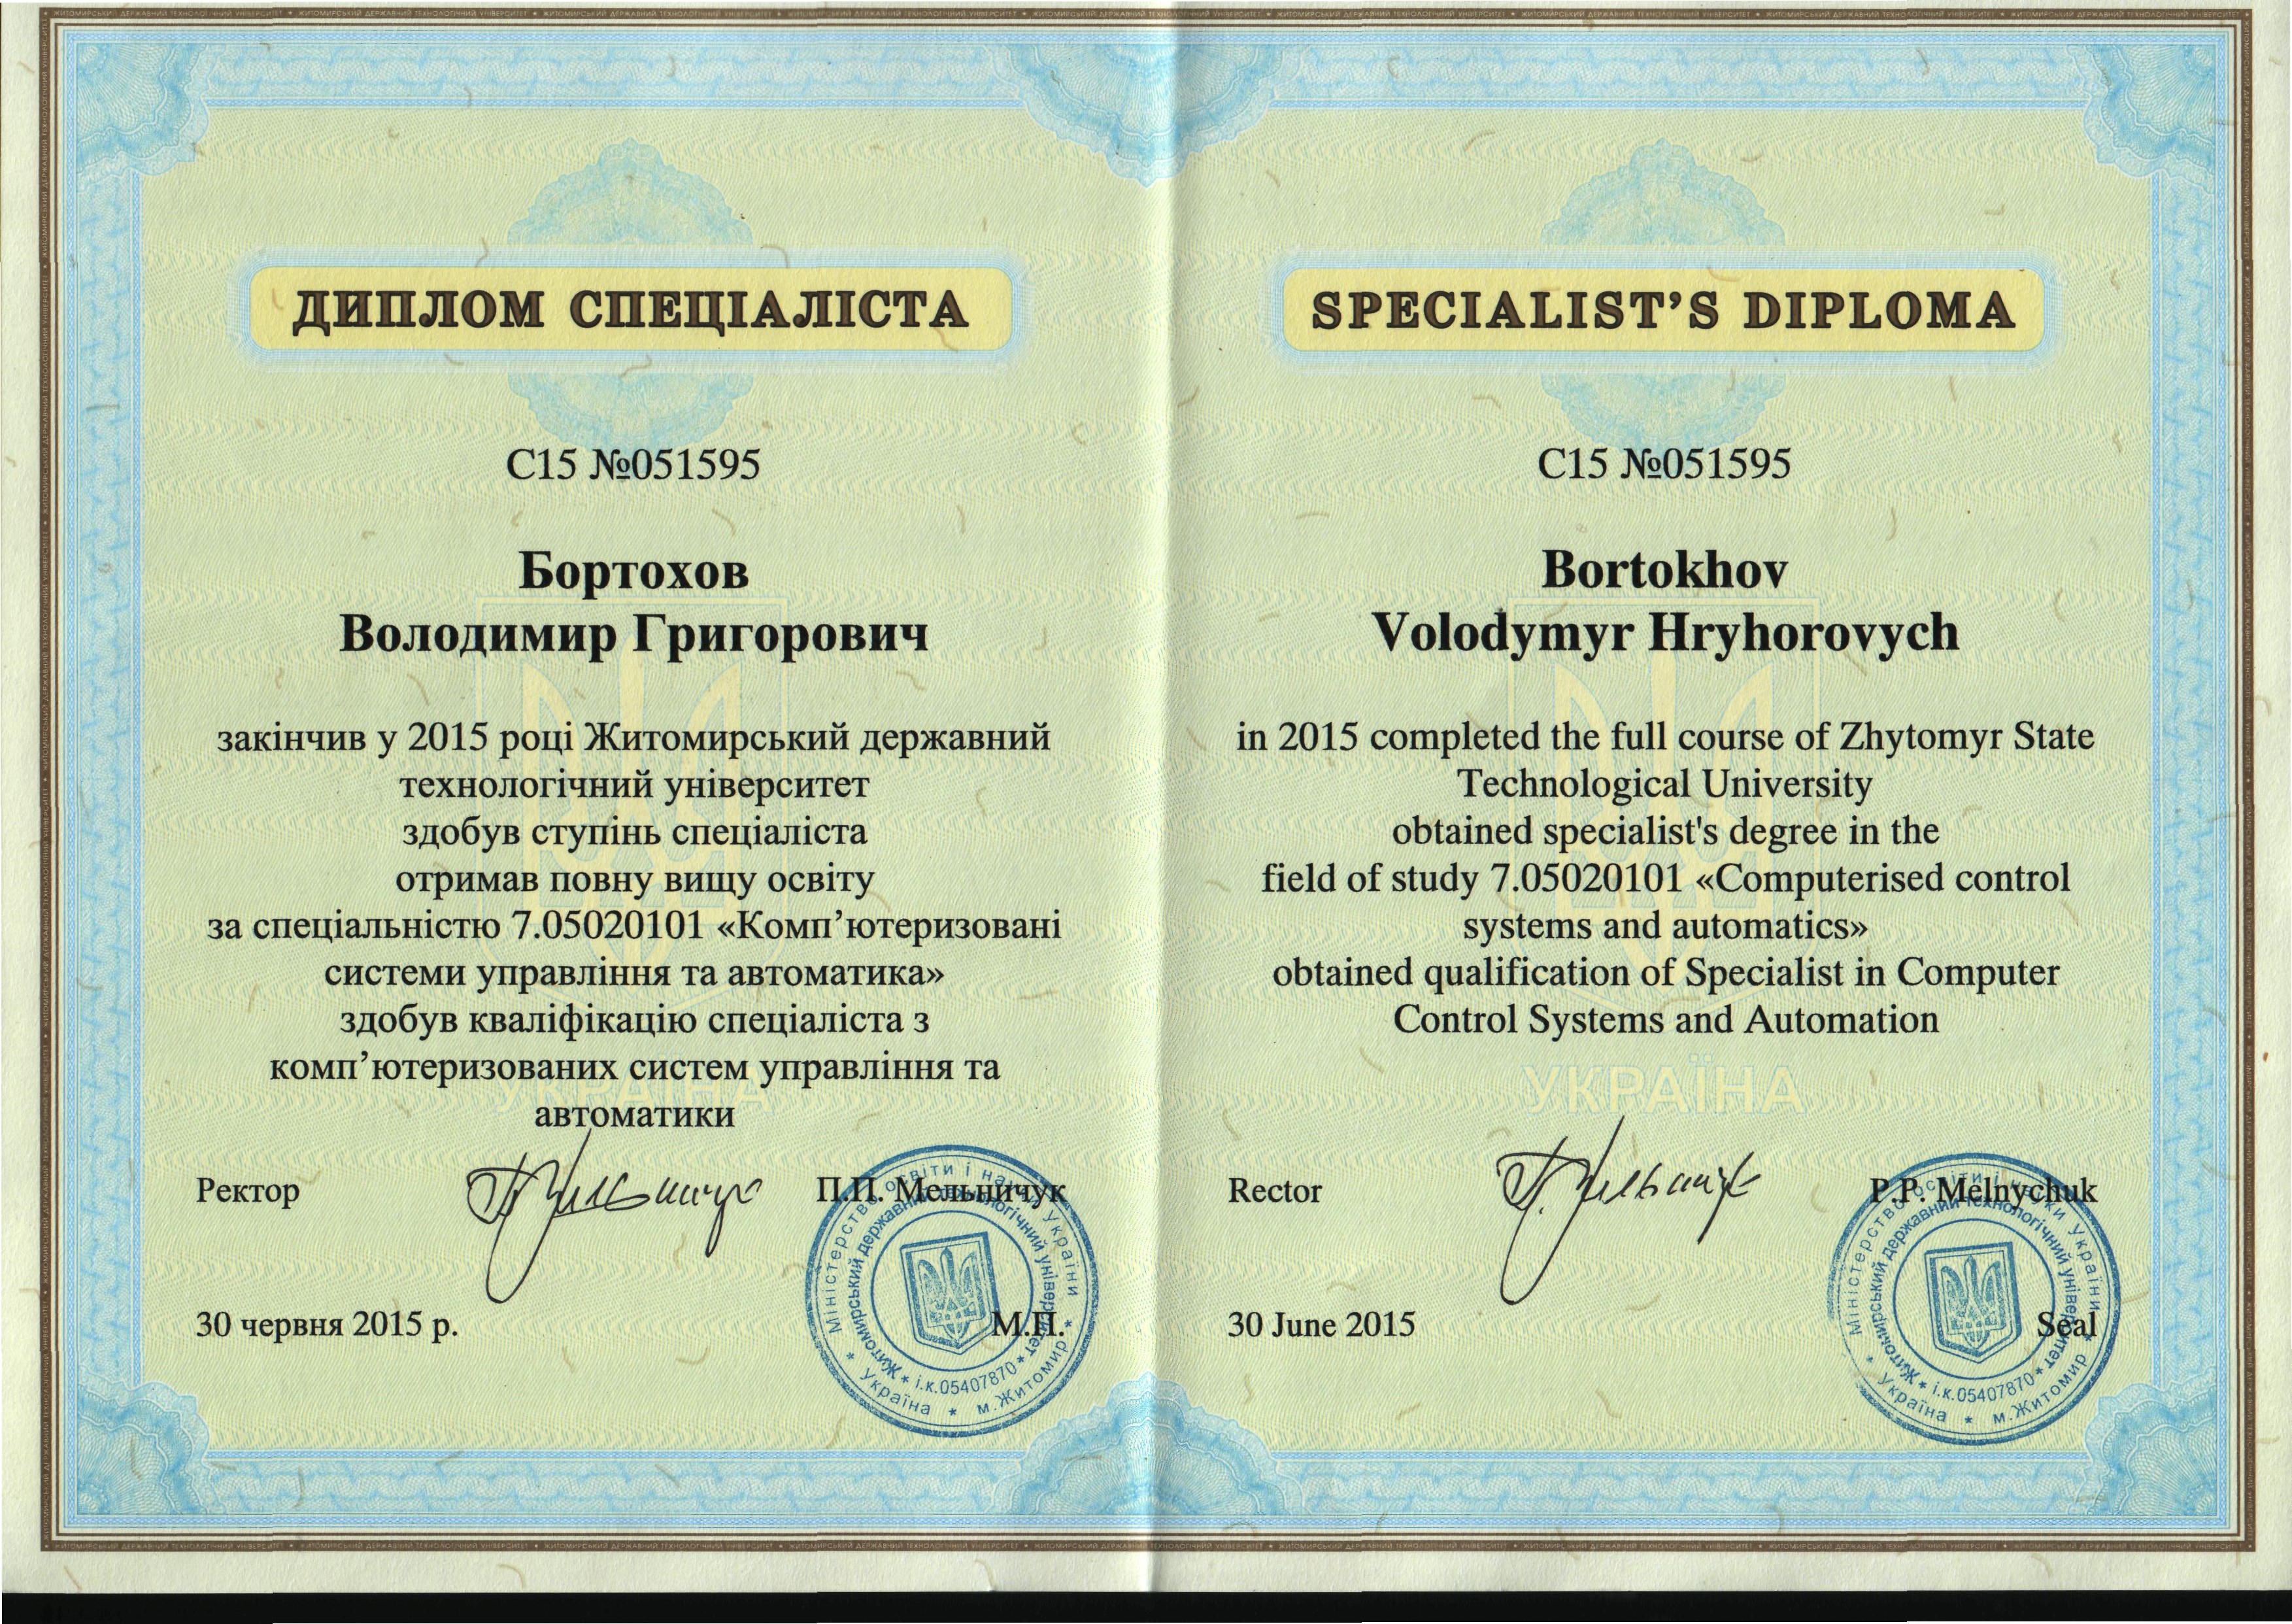 ДИПЛОМ СПЕЦІАЛІСТА
С15 №051595
Бортохов
Володимир Григорович
закінчив у 2015 році Житомирський державний
технологічний університет
здобув ступінь спеціаліста
отримав повну вищу освіту
за спеціальністю 7.05020101 «Комп’ютеризовані
системи управління та автоматика»
здобув кваліфікацію спеціаліста з
комп’ютеризованих систем управління та
автоматики
УКРАЇНА
Ректор
П.П. Мельничук
30 червня 2015 р.
М.П.
Міністерство освіти і науки України
* Україна * м.Житомир *
Житомирський державний технологічний університет
* і.к.05407870 *
SPECIALIST’S DIPLOMA
С15 №051595
Bortokhov
Volodymyr Hryhorovych
in 2015 completed the full course of Zhytomyr State
Technological University
obtained specialist's degree in the
field of study 7.05020101 «Computerised control
systems and automatics»
obtained qualification of Specialist in Computer
Control Systems and Automation
УКРАЇНА
Rector
P.P. Melnychuk
30 June 2015
Seal
Міністерство освіти і науки України
* Україна * м.Житомир *
Житомирський державний технологічний університет
* і.к.05407870 *
ЖИТОМИРСЬКИЙ ДЕРЖАВНИЙ ТЕХНОЛОГІЧНИЙ УНІВЕРСИТЕТ